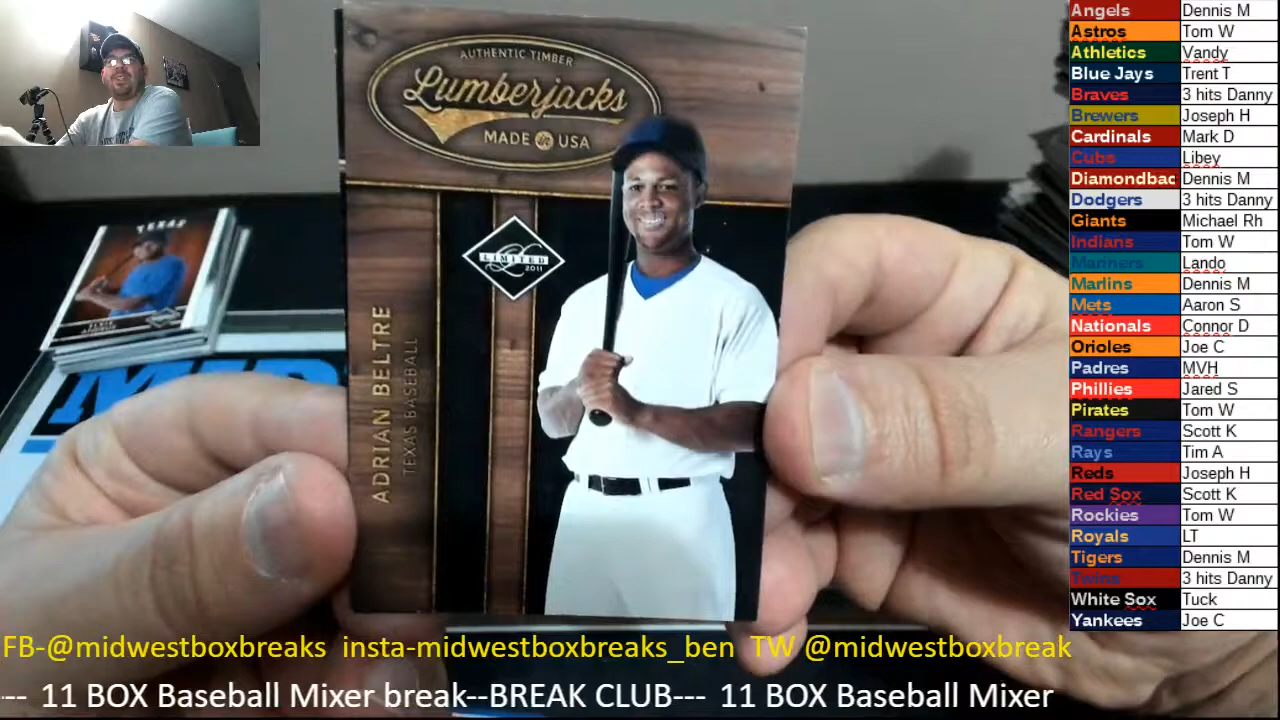 AUTHENTIC TIMBER
Lumberjacks
MADE in USA
LIMITED
2011
ADRIAN BELTRE
TEXAS BASEBALL
TEXAS
Angels Dennis M
Astros Tom W
Athletics Vandy
Blue Jays Trent T
Braves 3 hits Danny
Brewers Joseph H
Cardinals Mark D
Cubs Libey
Diamondbac Dennis M
Dodgers 3 hits Danny
Giants Michael Rh
Indians Tom W
Mariners Lando
Marlins Dennis M
Mets Aaron S
Nationals Connor D
Orioles Joe C
Padres MVH
Phillies Jared S
Pirates Tom W
Rangers Scott K
Rays Tim A
Reds Joseph H
Red Sox Scott K
Rockies Tom W
Royals LT
Tigers Dennis M
Twins 3 hits Danny
White Sox Tuck
Yankees Joe C
FB-@midwestboxbreaks insta-midwestboxbreaks_ben TW @midwestboxbreak
-- 11 BOX Baseball Mixer break--BREAK CLUB--- 11 BOX Baseball Mixer